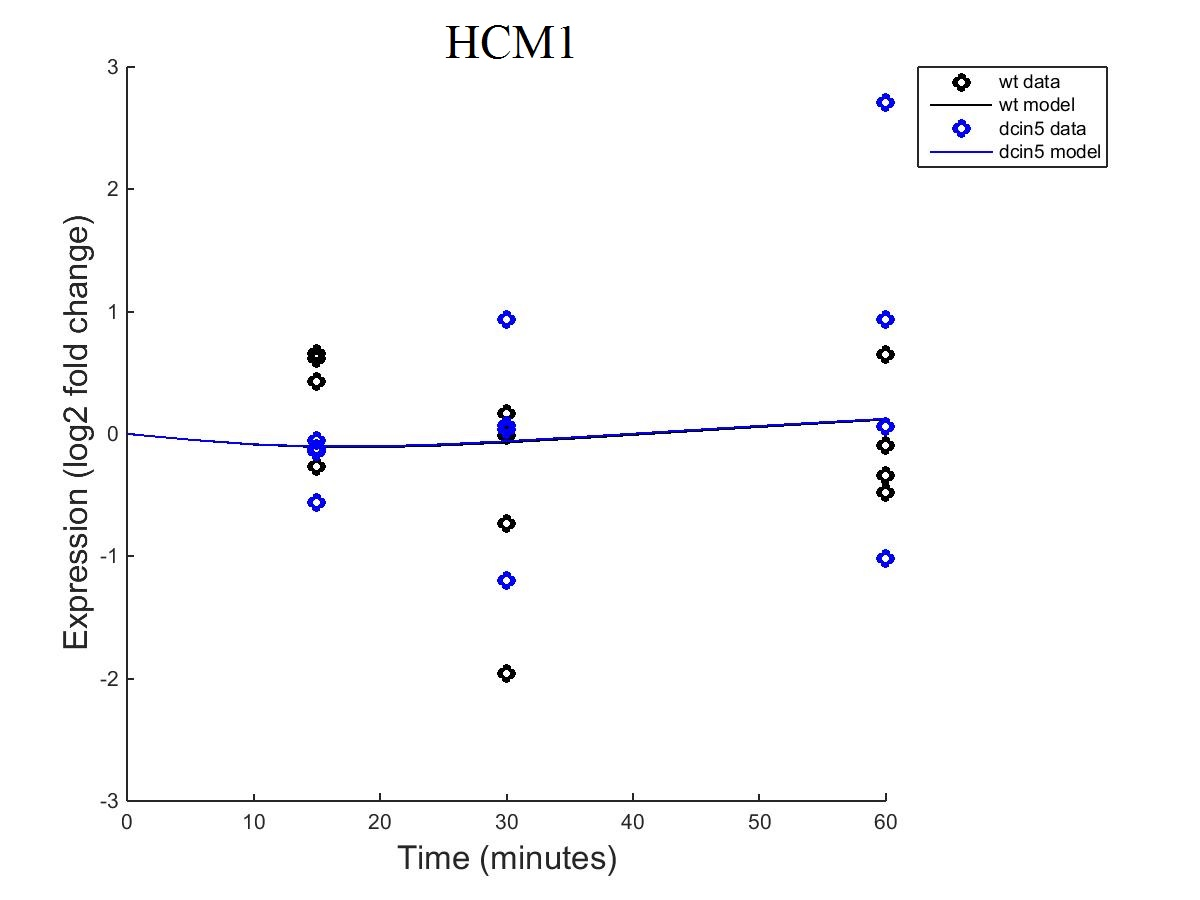 HCM1
3
2
1
0
-1
-2
-3
Expression (log2 fold change)
0 10 20 30 40 50 60
Time (minutes)
wt data
wt model
dcin5 data
dcin5 model